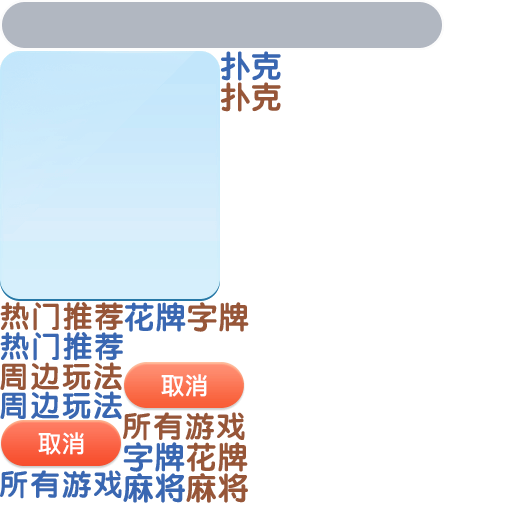 扑克
扑克
热门推荐花牌字牌
热门推荐
周边玩法
取消
周边玩法
所有游戏
取消
字牌花牌
所有游戏麻将麻将